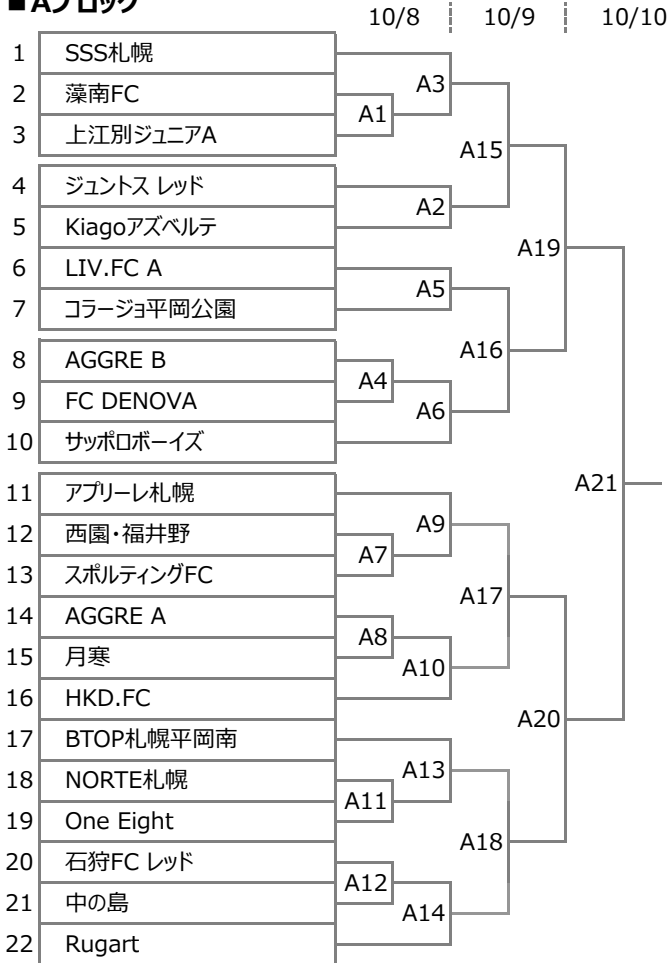 ■Aブロック
10/8 10/9 10/10
1 SSS札幌
2 藻南FC
3 上江別ジュニアA
4 ジュントス レッド
5 Kiagoアズベルテ
6 LIV.FC A
7 コラージョ平岡公園
8 AGGRE B
9 FC DENOVA
10 サッポロボーイズ
11 アプリーレ札幌
12 西園・福井野
13 スポルティングFC
14 AGGRE A
15 月寒
16 HKD.FC
17 BTOP札幌平岡南
18 NORTE札幌
19 One Eight
20 石狩FC レッド
21 中の島
22 Rugart
A1
A3
A2
A15
A5
A4
A6
A16
A19
A7
A9
A8
A10
A17
A11
A13
A12
A14
A18
A20
A21